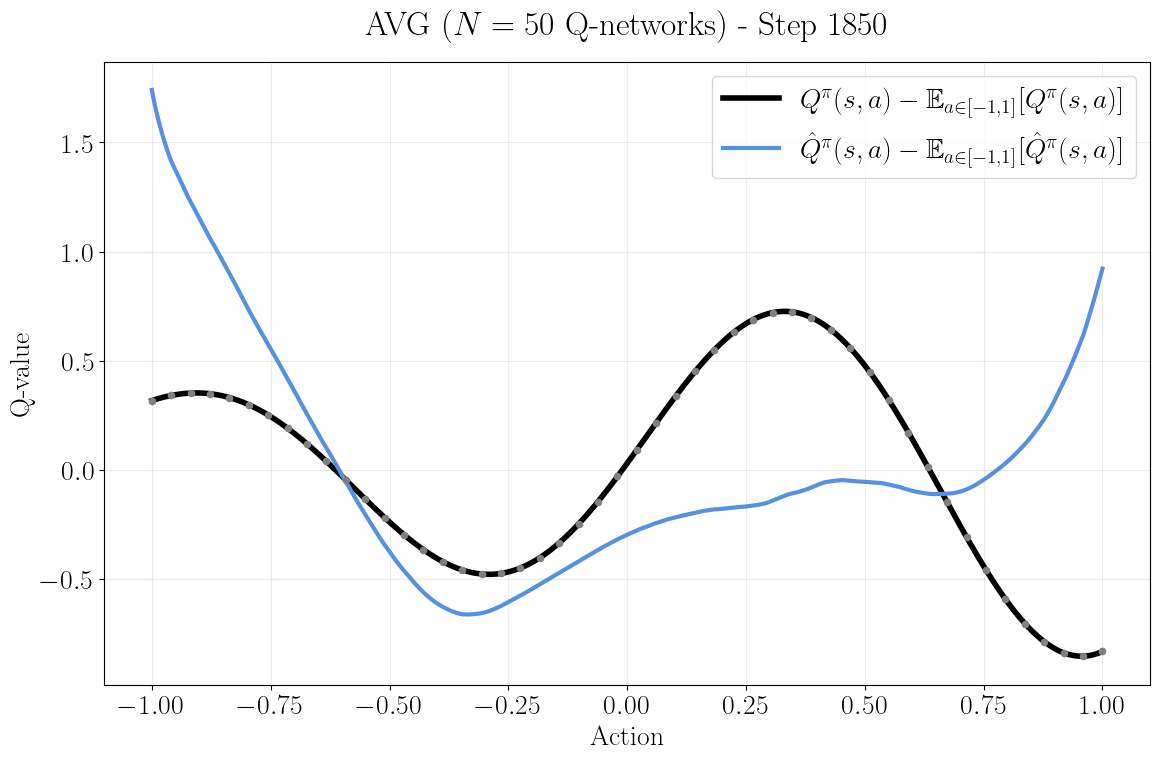 AVG (N = 50 Q-networks) - Step 1850
Q^π(s, a) − 𝔼_{a∈[−1,1]}[Q^π(s, a)]
Q̂^π(s, a) − 𝔼_{a∈[−1,1]}[Q̂^π(s, a)]
Q-value
1.5
1.0
0.5
0.0
−0.5
−1.00 −0.75 −0.50 −0.25 0.00 0.25 0.50 0.75 1.00
Action